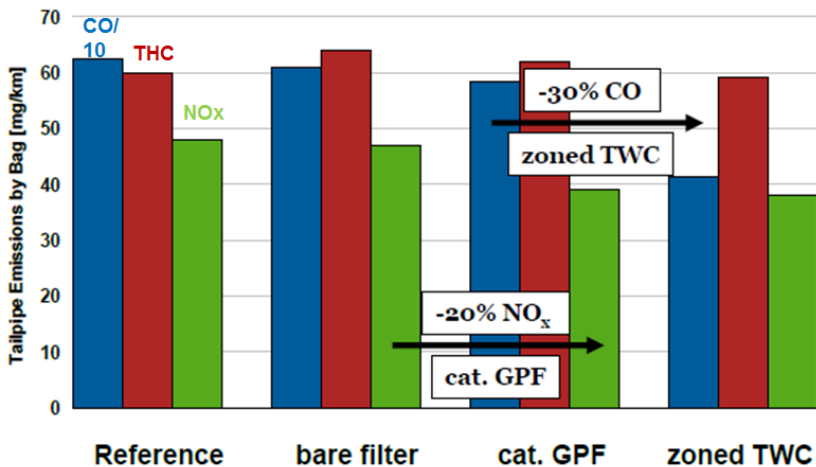 Tailpipe Emissions by Bag [mg/km]
70
60
50
40
30
20
10
0
CO/
10
THC
NOx
-30% CO
zoned TWC
-20% NOx
cat. GPF
Reference
bare filter
cat. GPF
zoned TWC